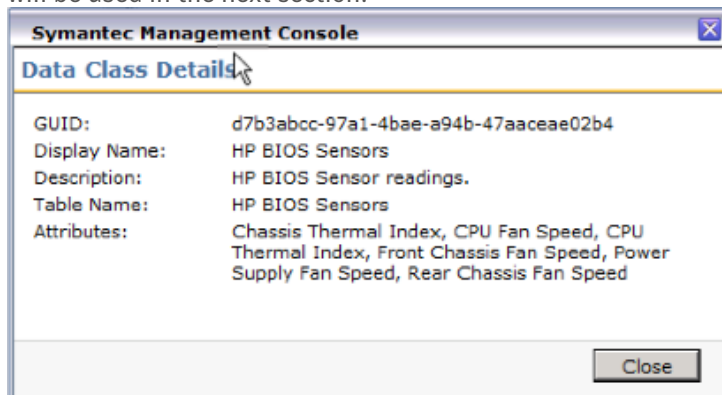 will be used in the next section.
Symantec Management Console
Data Class Details
GUID: d7b3abcc-97a1-4bae-a94b-47aaceae02b4
Display Name: HP BIOS Sensors
Description: HP BIOS Sensor readings.
Table Name: HP BIOS Sensors
Attributes: Chassis Thermal Index, CPU Fan Speed, CPU
Thermal Index, Front Chassis Fan Speed, Power
Supply Fan Speed, Rear Chassis Fan Speed
Close